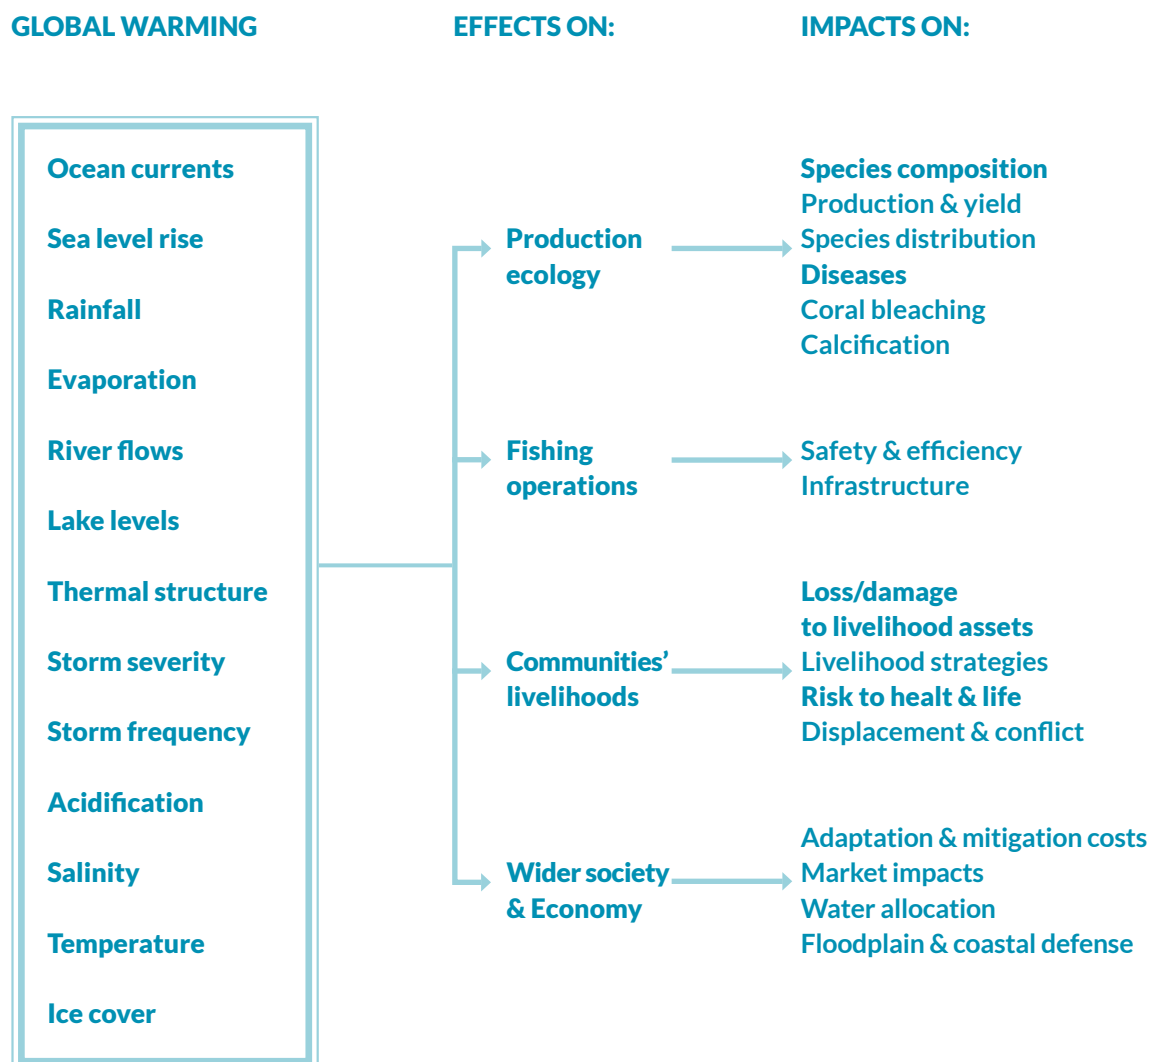 GLOBAL WARMING
EFFECTS ON:
IMPACTS ON:
Ocean currents
Sea level rise
Rainfall
Evaporation
River flows
Lake levels
Thermal structure
Storm severity
Storm frequency
Acidification
Salinity
Temperature
Ice cover
Production
ecology
Species composition
Production & yield
Species distribution
Diseases
Coral bleaching
Calcification
Fishing
operations
Safety & efficiency
Infrastructure
Communities’
livelihoods
Loss/damage
to livelihood assets
Livelihood strategies
Risk to healt & life
Displacement & conflict
Wider society
& Economy
Adaptation & mitigation costs
Market impacts
Water allocation
Floodplain & coastal defense